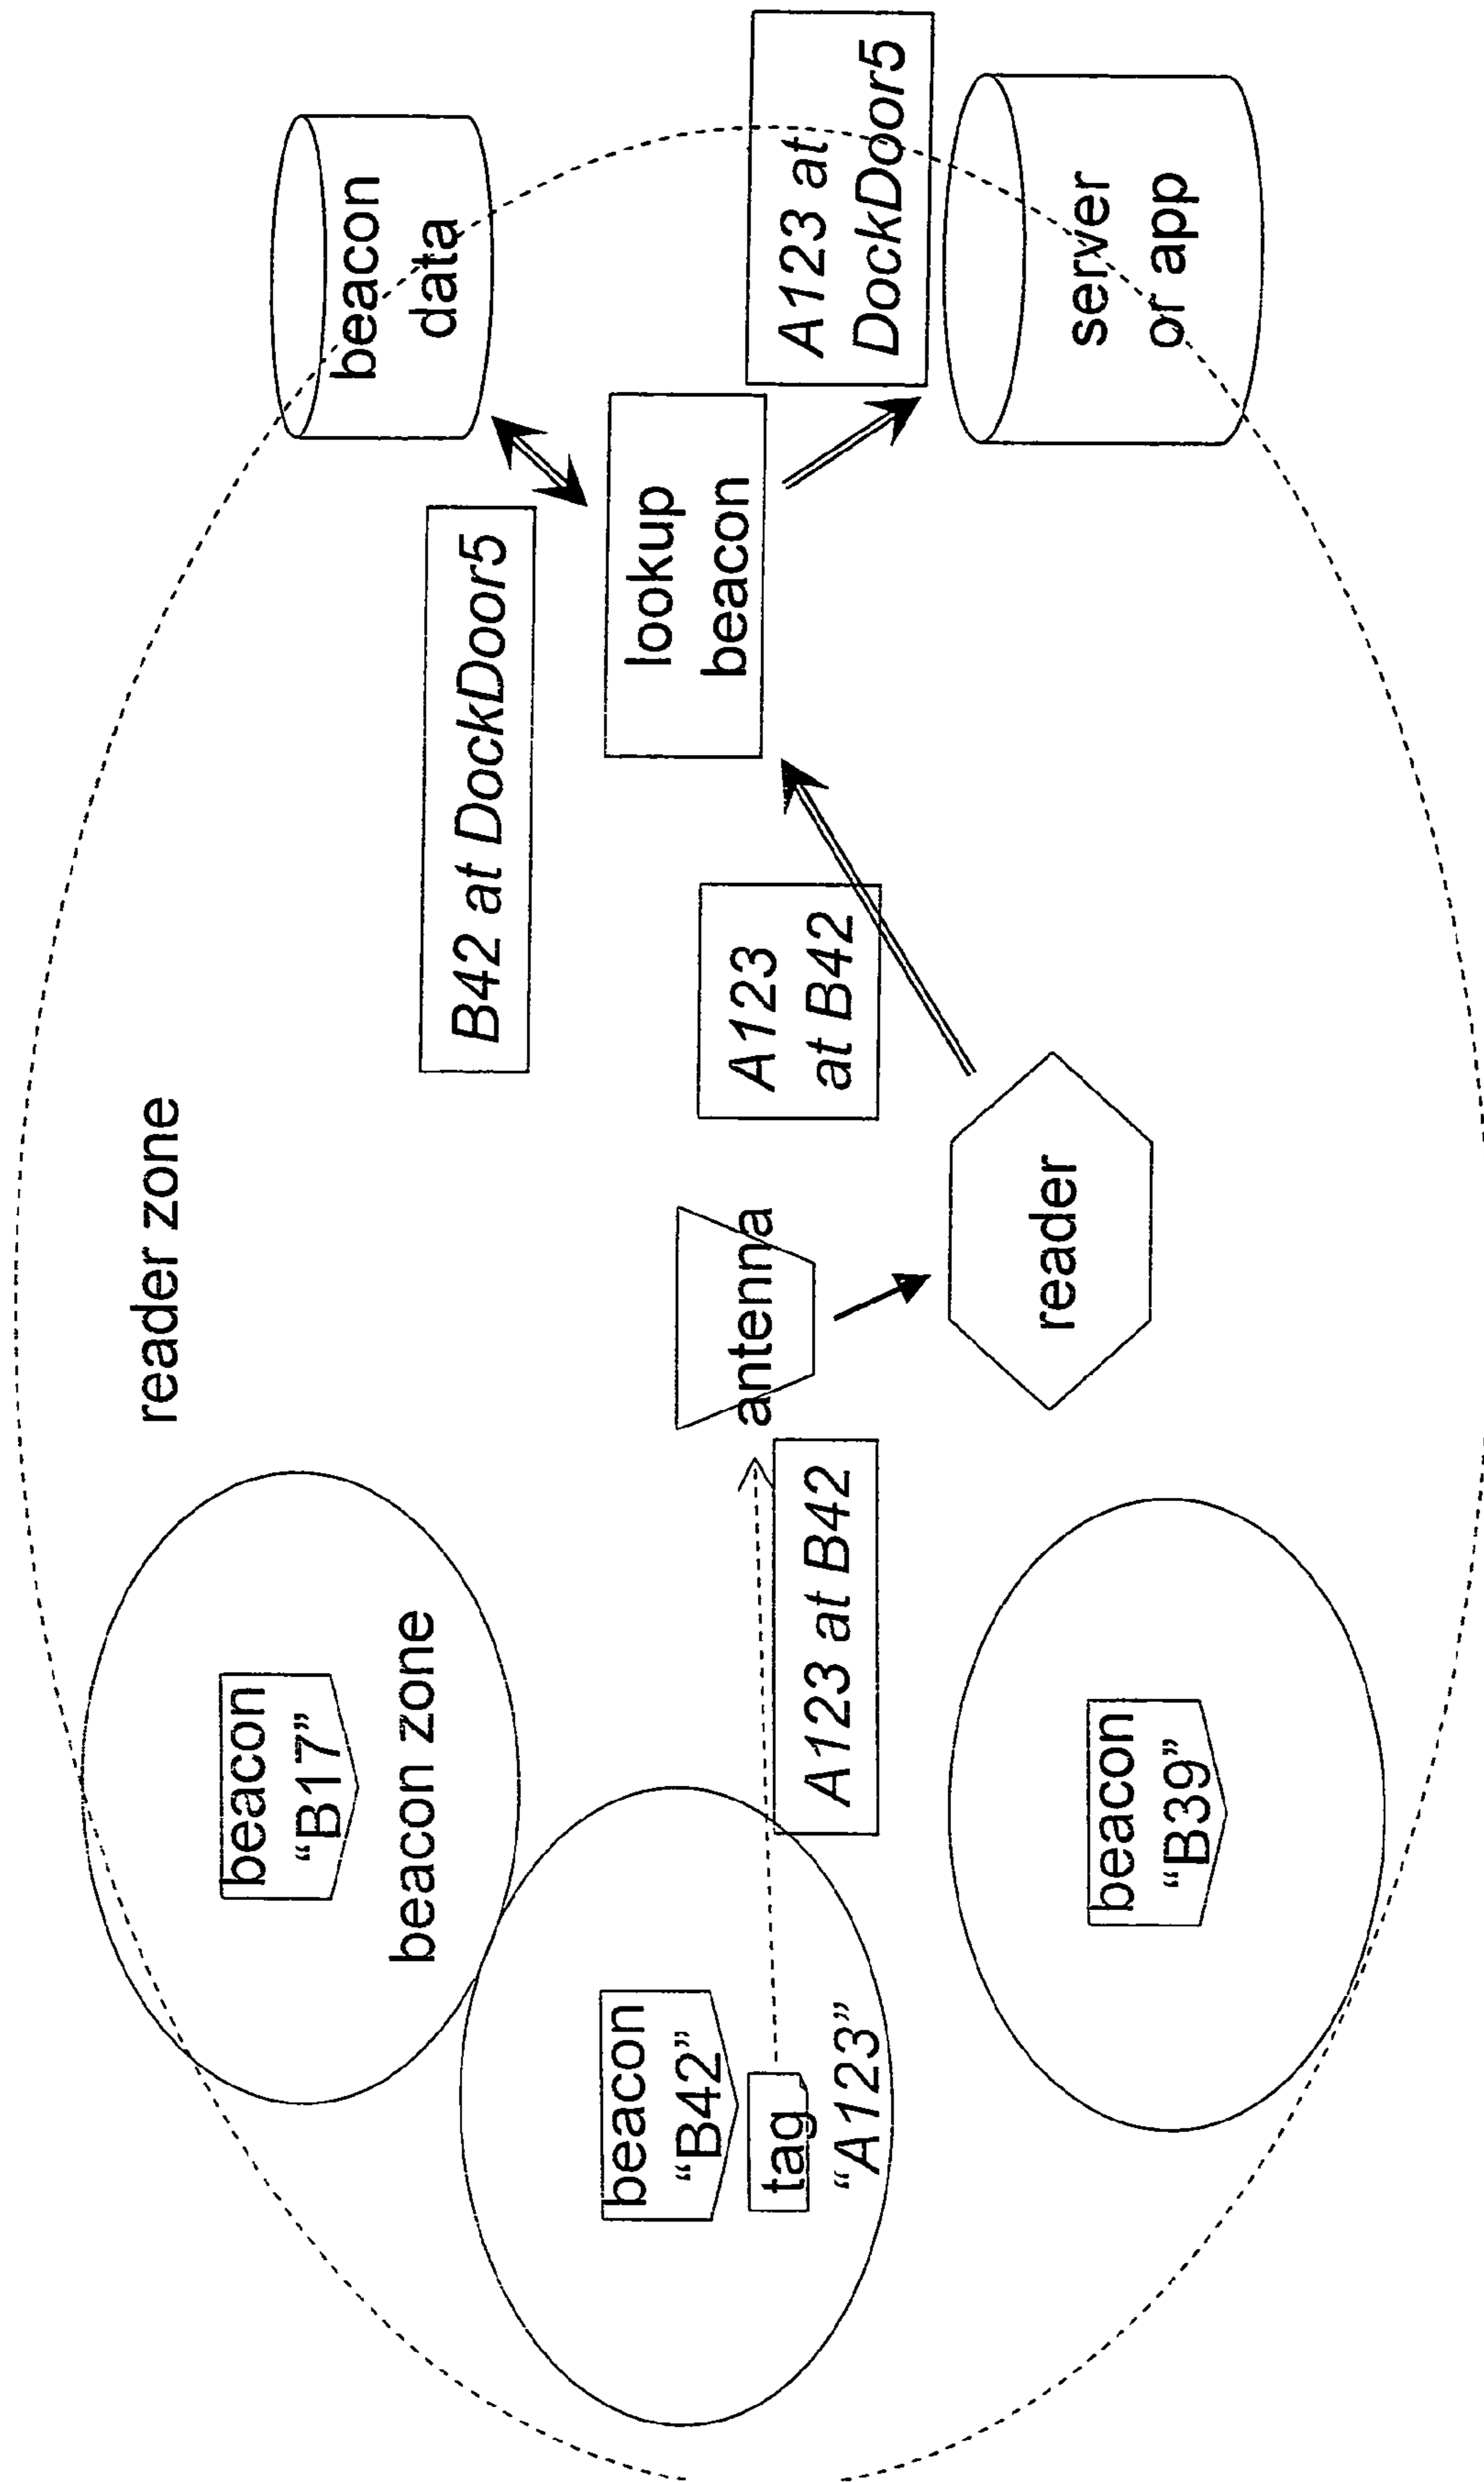 reader zone
beacon
“B17”
beacon zone
beacon
“B42”
tag
“A123”
beacon
“B39”
A123 at B42
antenna
reader
A123
at B42
B42 at DockDoor5
lookup
beacon
beacon
data
A123 at
DockDoor5
server
or app